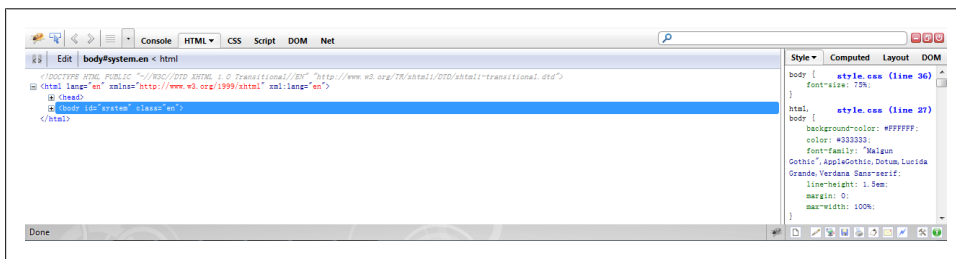 Console HTML CSS Script DOM Net
Edit body#system.en < html
Style Computed Layout DOM
<!DOCTYPE HTML PUBLIC "-//W3C//DTD XHTML 1.0 Transitional//EN" "http://www.w3.org/TR/xhtml1/DTD/xhtml1-transitional.dtd">
<html lang="en" xmlns="http://www.w3.org/1999/xhtml" xml:lang="en">
<head>
<body id="system" class="en">
</html>
body { style.css (line 36)
font-size: 75%;
}
html, style.css (line 27)
body {
background-color: #FFFFFF;
color: #333333;
font-family: "Malgun
Gothic",AppleGothic,Dotum,Lucida
Grande,Verdana Sans-serif;
line-height: 1.5em;
margin: 0;
max-width: 100%;
}
Done